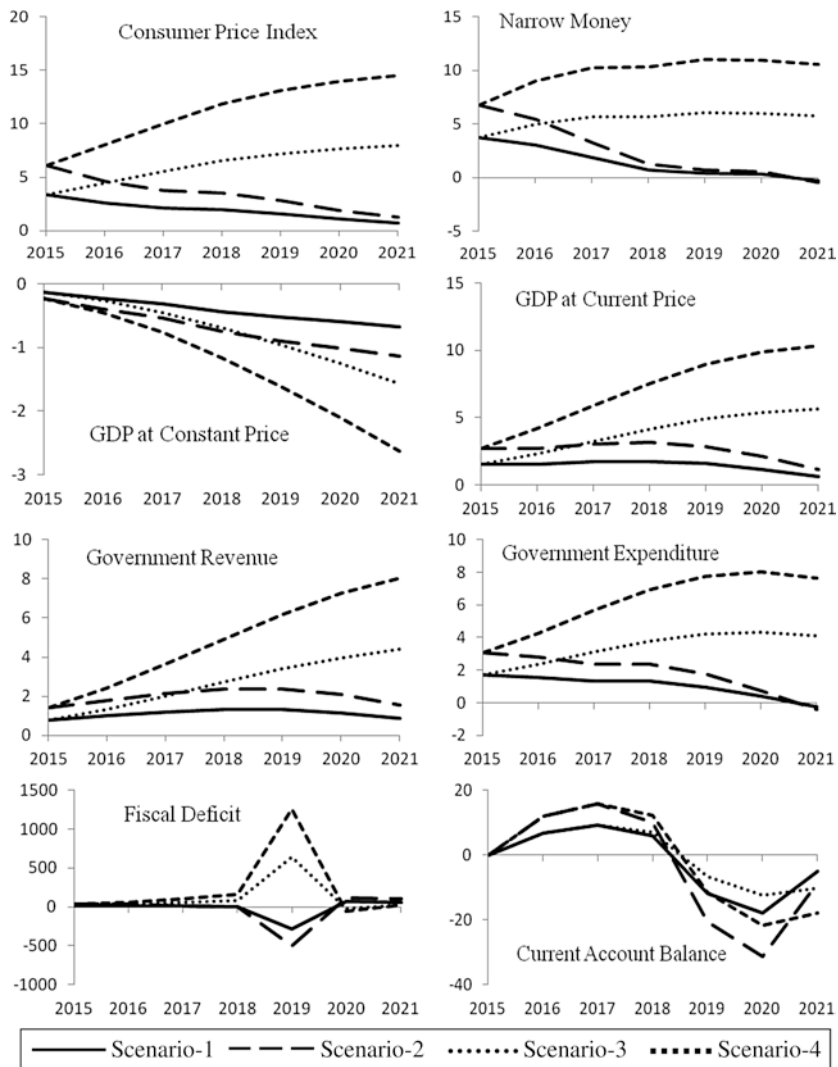 Consumer Price Index
20
15
10
5
0
2015 2016 2017 2018 2019 2020 2021
Narrow Money
15
10
5
0
-5
2015 2016 2017 2018 2019 2020 2021
0
-1
-2
-3
GDP at Constant Price
2015 2016 2017 2018 2019 2020 2021
GDP at Current Price
15
10
5
0
2015 2016 2017 2018 2019 2020 2021
Government Revenue
10
8
6
4
2
0
2015 2016 2017 2018 2019 2020 2021
Government Expenditure
10
8
6
4
2
0
-2
2015 2016 2017 2018 2019 2020 2021
Fiscal Deficit
1500
1000
500
0
-500
-1000
2015 2016 2017 2018 2019 2020 2021
20
0
-20
-40
Current Account Balance
2015 2016 2017 2018 2019 2020 2021
Scenario-1 Scenario-2 Scenario-3 Scenario-4